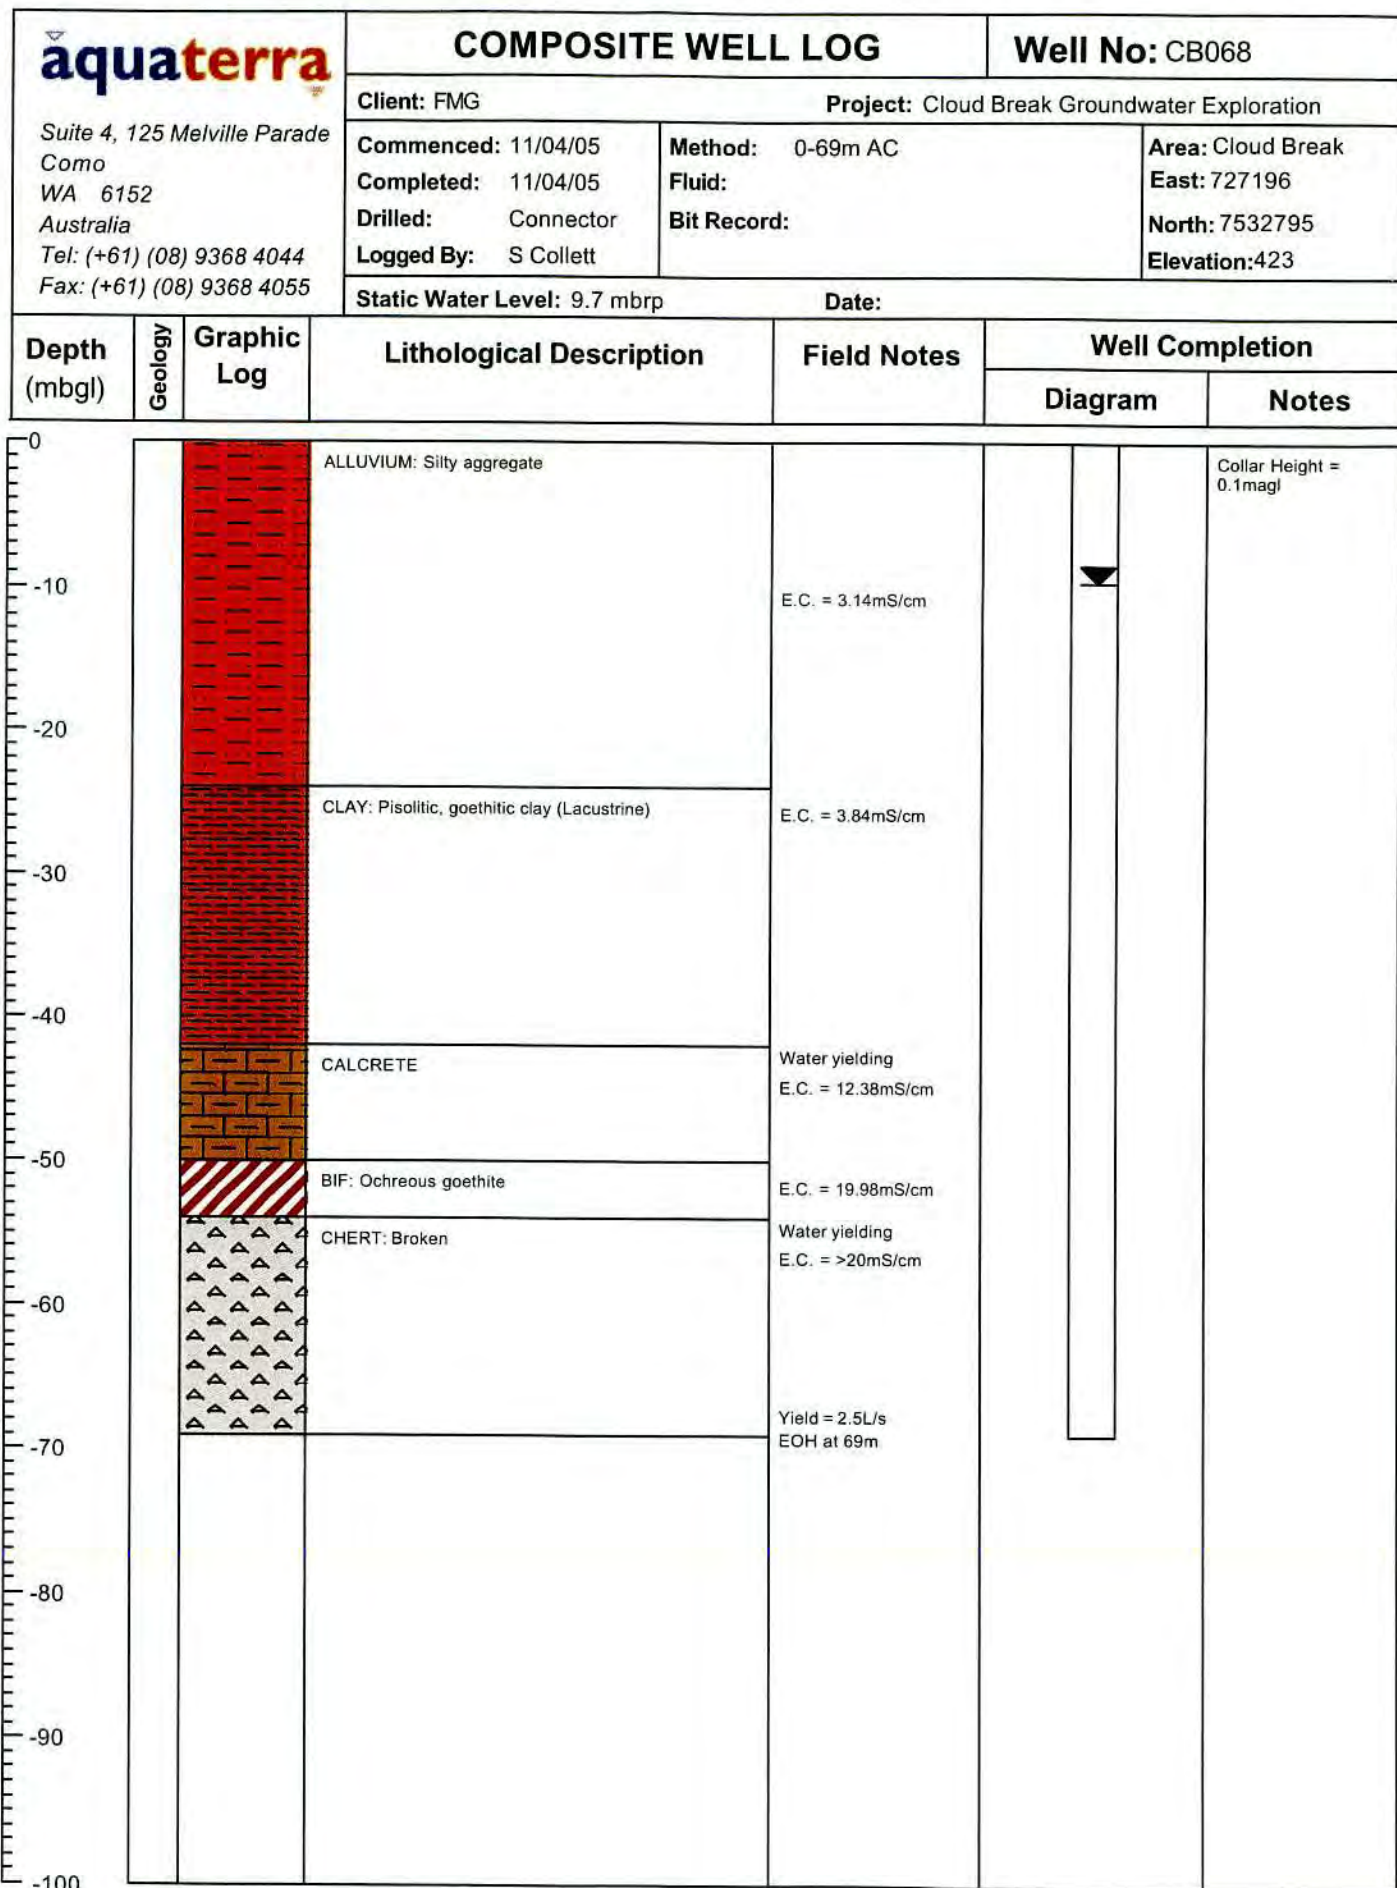 aquaterra
Suite 4, 125 Melville Parade
Como
WA 6152
Australia
Tel: (+61) (08) 9368 4044
Fax: (+61) (08) 9368 4055
COMPOSITE WELL LOG
Well No: CB068
Client: FMG
Project: Cloud Break Groundwater Exploration
Commenced: 11/04/05
Completed: 11/04/05
Drilled: Connector
Logged By: S Collett
Method: 0-69m AC
Fluid:
Bit Record:
Area: Cloud Break
East: 727196
North: 7532795
Elevation:423
Static Water Level: 9.7 mbrp
Date:
Depth
(mbgl)
Geology
Graphic
Log
Lithological Description
Field Notes
Well Completion
Diagram
Notes
0
ALLUVIUM: Silty aggregate
Collar Height =
0.1magl
-10
E.C. = 3.14mS/cm
-20
CLAY: Pisolitic, goethitic clay (Lacustrine)
E.C. = 3.84mS/cm
-30
-40
CALCRETE
Water yielding
E.C. = 12.38mS/cm
-50
BIF: Ochreous goethite
E.C. = 19.98mS/cm
CHERT: Broken
Water yielding
E.C. = >20mS/cm
-60
Yield = 2.5L/s
EOH at 69m
-70
-80
-90
-100